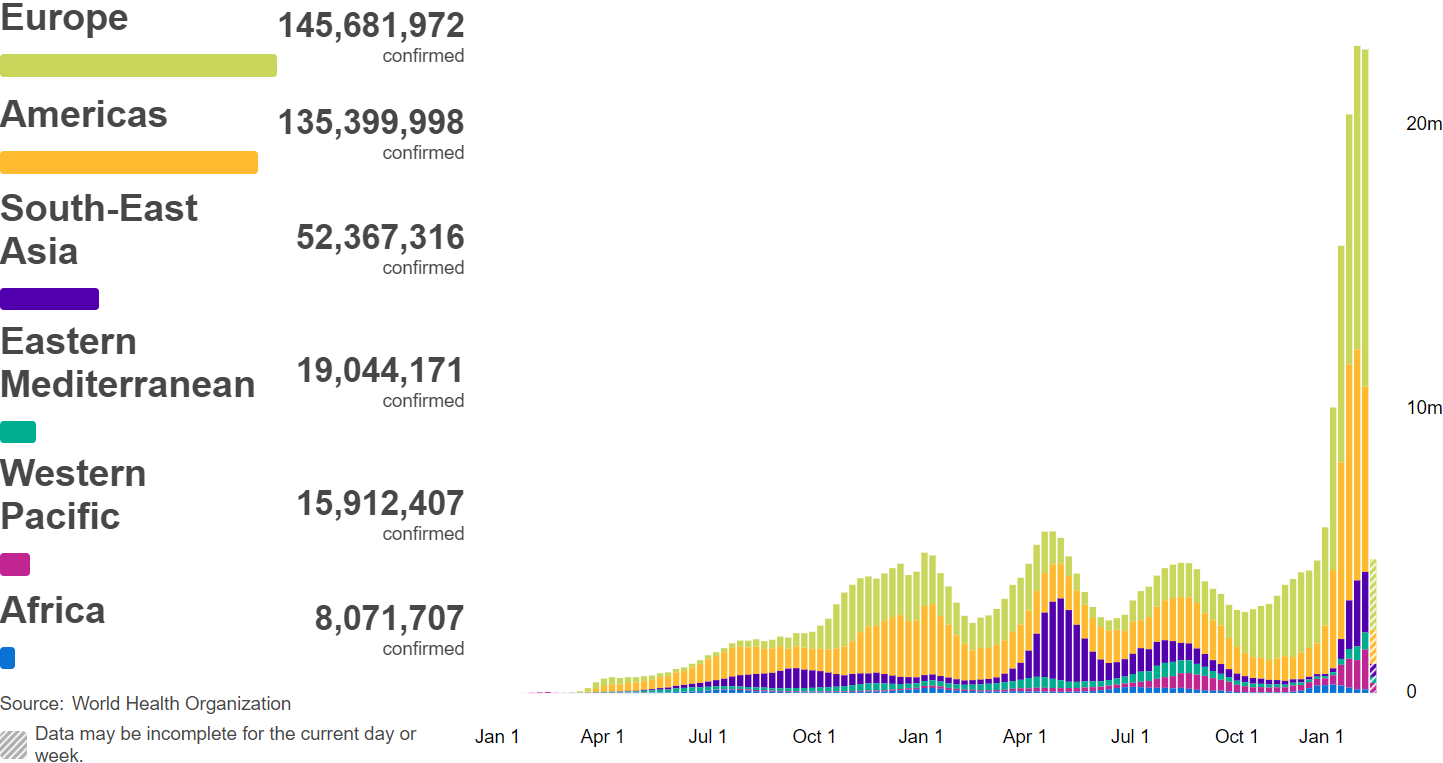 Europe
145,681,972
confirmed
Americas
135,399,998
confirmed
South-East
Asia
52,367,316
confirmed
Eastern
Mediterranean
19,044,171
confirmed
Western
Pacific
15,912,407
confirmed
Africa
8,071,707
confirmed
Source: World Health Organization
Data may be incomplete for the current day or
week.
20m
10m
0
Jan 1 Apr 1 Jul 1 Oct 1 Jan 1 Apr 1 Jul 1 Oct 1 Jan 1